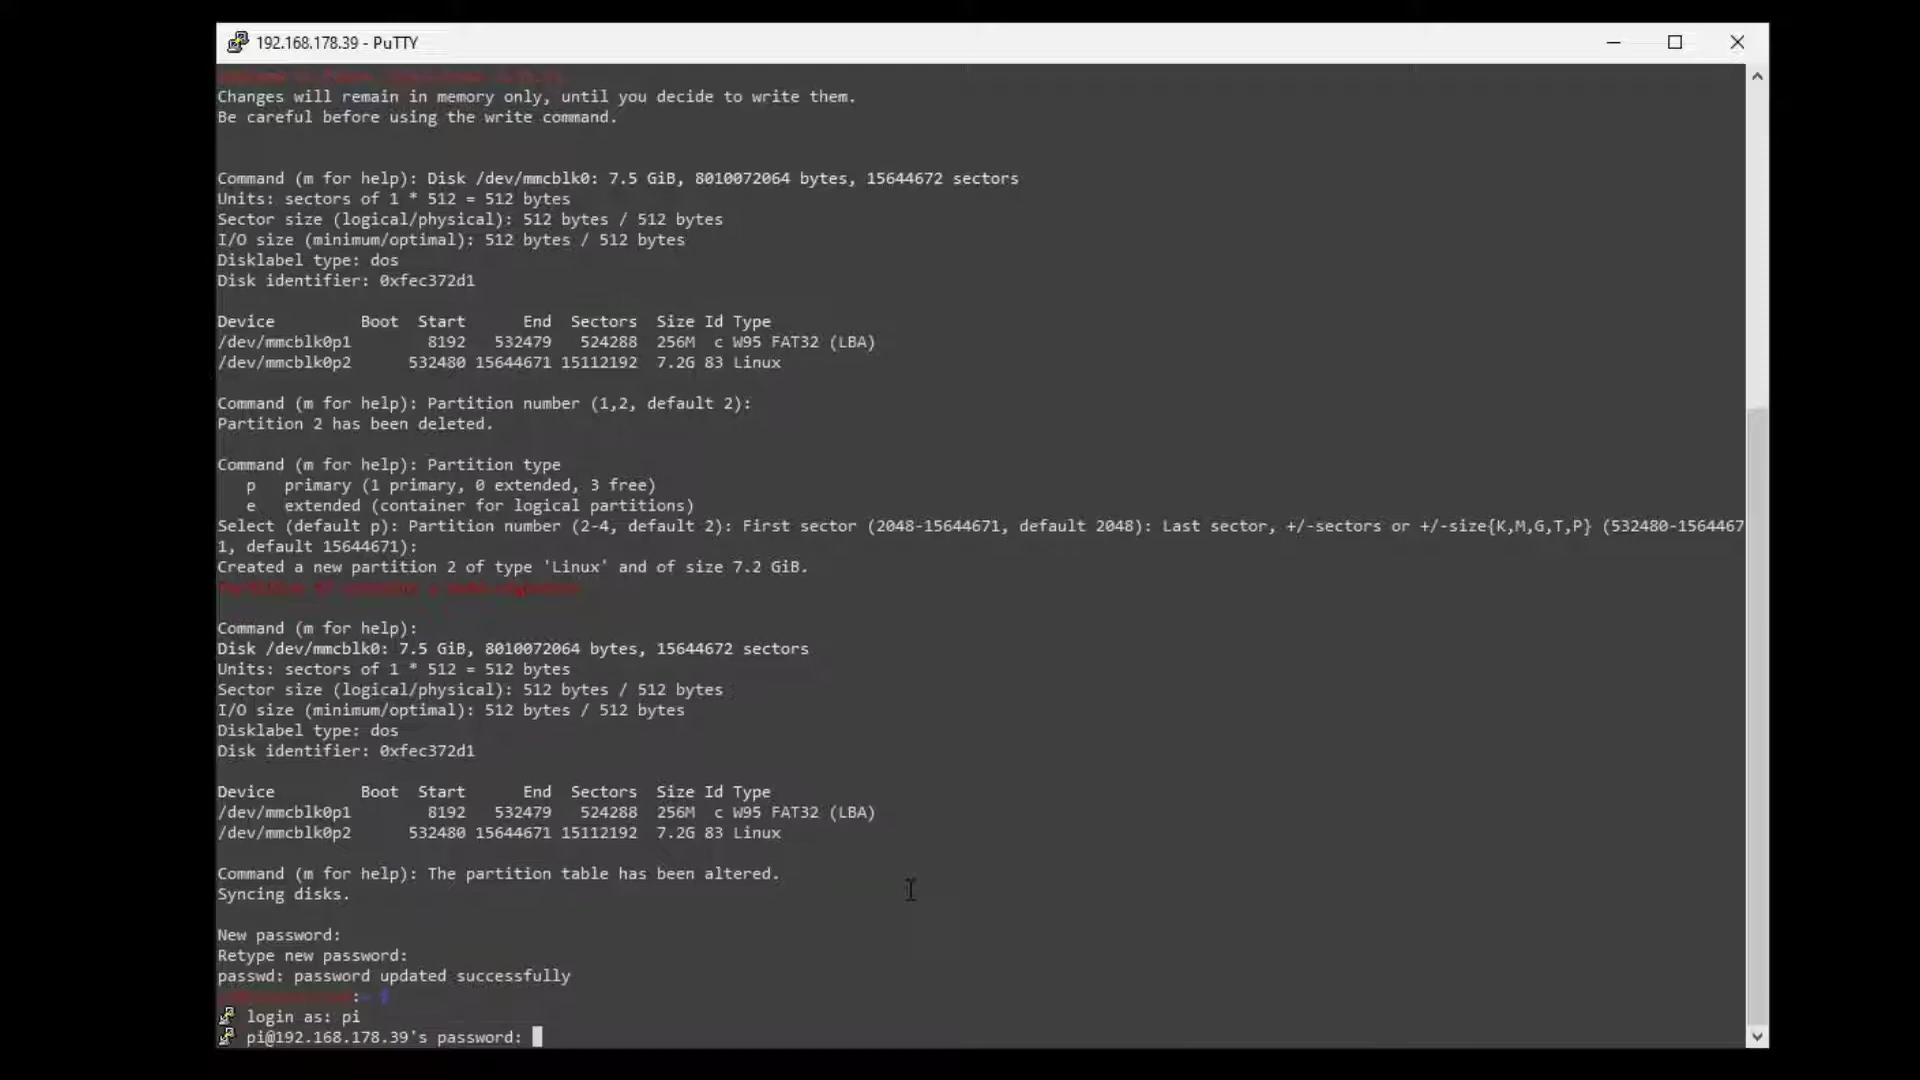 192.168.178.39 - PuTTY
Changes will remain in memory only, until you decide to write them.
Be careful before using the write command.
Command (m for help): Disk /dev/mmcblk0: 7.5 GiB, 8010072064 bytes, 15644672 sectors
Units: sectors of 1 * 512 = 512 bytes
Sector size (logical/physical): 512 bytes / 512 bytes
I/O size (minimum/optimal): 512 bytes / 512 bytes
Disklabel type: dos
Disk identifier: 0xfec372d1
Device         Boot  Start      End  Sectors  Size Id Type
/dev/mmcblk0p1        8192   532479   524288  256M  c W95 FAT32 (LBA)
/dev/mmcblk0p2      532480 15644671 15112192  7.2G 83 Linux
Command (m for help): Partition number (1,2, default 2):
Partition 2 has been deleted.
Command (m for help): Partition type
   p   primary (1 primary, 0 extended, 3 free)
   e   extended (container for logical partitions)
Select (default p): Partition number (2-4, default 2): First sector (2048-15644671, default 2048): Last sector, +/-sectors or +/-size{K,M,G,T,P} (532480-1564467
1, default 15644671):
Created a new partition 2 of type 'Linux' and of size 7.2 GiB.
Command (m for help):
Disk /dev/mmcblk0: 7.5 GiB, 8010072064 bytes, 15644672 sectors
Units: sectors of 1 * 512 = 512 bytes
Sector size (logical/physical): 512 bytes / 512 bytes
I/O size (minimum/optimal): 512 bytes / 512 bytes
Disklabel type: dos
Disk identifier: 0xfec372d1
Device         Boot  Start      End  Sectors  Size Id Type
/dev/mmcblk0p1        8192   532479   524288  256M  c W95 FAT32 (LBA)
/dev/mmcblk0p2      532480 15644671 15112192  7.2G 83 Linux
Command (m for help): The partition table has been altered.
Syncing disks.
New password:
Retype new password:
passwd: password updated successfully
login as: pi
pi@192.168.178.39's password: